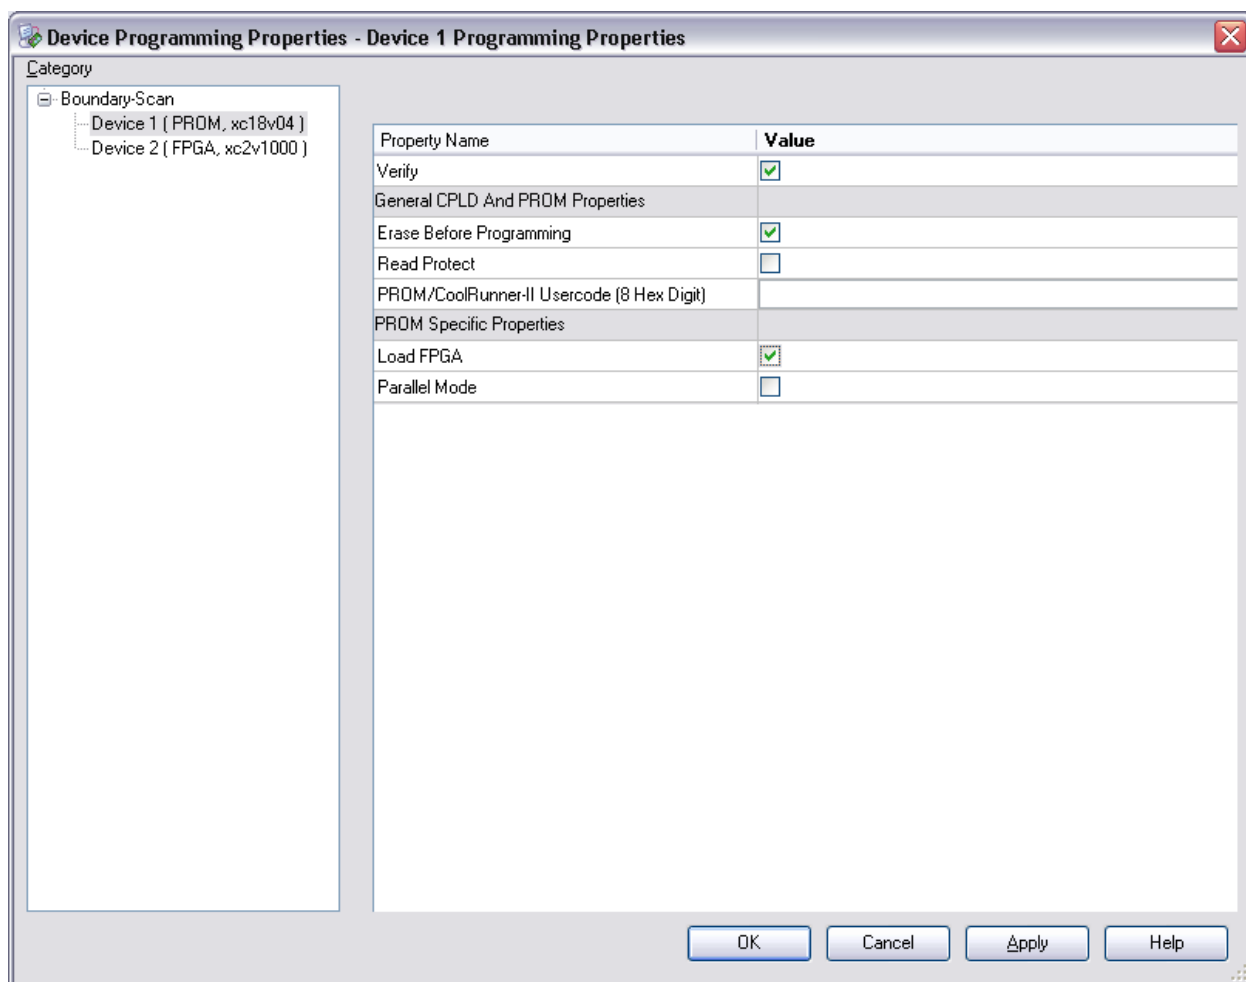 Device Programming Properties - Device 1 Programming Properties
Category
Boundary-Scan
Device 1 ( PROM, xc18v04 )
Device 2 ( FPGA, xc2v1000 )
Property Name Value
Verify
General CPLD And PROM Properties
Erase Before Programming
Read Protect
PROM/CoolRunner-II Usercode (8 Hex Digit)
PROM Specific Properties
Load FPGA
Parallel Mode
OK Cancel Apply Help